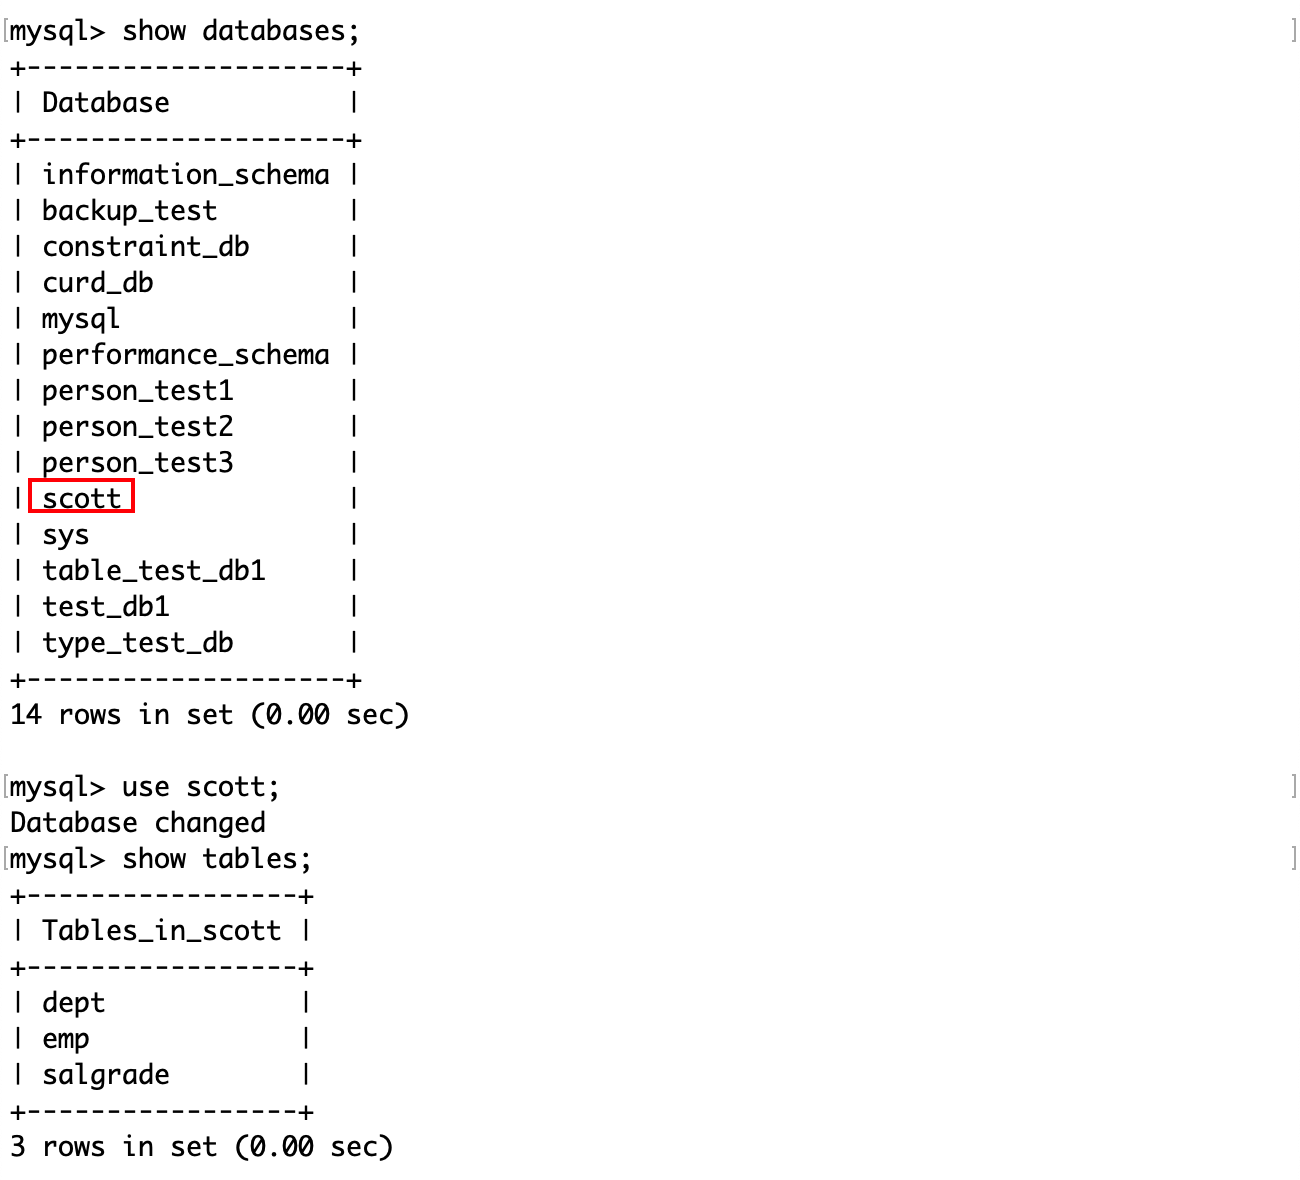 [mysql> show databases; ]
+--------------------+
| Database           |
+--------------------+
| information_schema |
| backup_test        |
| constraint_db      |
| curd_db            |
| mysql              |
| performance_schema |
| person_test1       |
| person_test2       |
| person_test3       |
| scott              |
| sys                |
| table_test_db1     |
| test_db1           |
| type_test_db       |
+--------------------+
14 rows in set (0.00 sec)
[mysql> use scott; ]
Database changed
[mysql> show tables; ]
+-----------------+
| Tables_in_scott |
+-----------------+
| dept            |
| emp             |
| salgrade        |
+-----------------+
3 rows in set (0.00 sec)